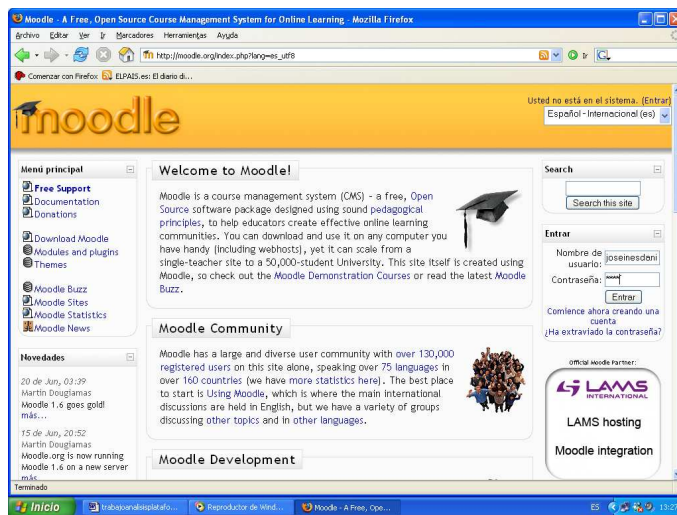 Moodle - A Free, Open Source Course Management System for Online Learning - Mozilla Firefox
Archivo Editar Ver Ir Marcadores Herramientas Ayuda
http://moodle.org/index.php?lang=es_utf8
Ir
Comenzar con Firefox ELPAIS.es: El diario di...
moodle
Usted no está en el sistema. (Entrar)
Español - Internacional (es)
Menú principal
Free Support
Documentation
Donations
Download Moodle
Modules and plugins
Themes
Moodle Buzz
Moodle Sites
Moodle Statistics
Moodle News
Novedades
20 de Jun, 03:39
Martin Dougiamas
Moodle 1.6 goes gold!
más...
15 de Jun, 20:52
Martin Dougiamas
Moodle.org is now running
Moodle 1.6 on a new server
más...
Welcome to Moodle!
Moodle is a course management system (CMS) - a free, Open
Source software package designed using sound pedagogical
principles, to help educators create effective online learning
communities. You can download and use it on any computer you
have handy (including webhosts), yet it can scale from a
single-teacher site to a 50,000-student University. This site itself is created using
Moodle, so check out the Moodle Demonstration Courses or read the latest Moodle
Buzz.
Moodle Community
Moodle has a large and diverse user community with over 130,000
registered users on this site alone, speaking over 75 languages in
over 160 countries (we have more statistics here). The best place
to start is Using Moodle, which is where the main international
discussions are held in English, but we have a variety of groups
discussing other topics and in other languages.
Moodle Development
Search
Search this site
Entrar
Nombre de
usuario: joseinesdani
Contraseña: ****
Entrar
Comience ahora creando una
cuenta
¿Ha extraviado la contraseña?
Official Moodle Partner:
LAMS
INTERNATIONAL
LAMS hosting
Moodle integration
Terminado
Inicio
trabajoanalisisplatafo...
Reproductor de Wind...
Moodle - A Free, Ope...
ES
13:27